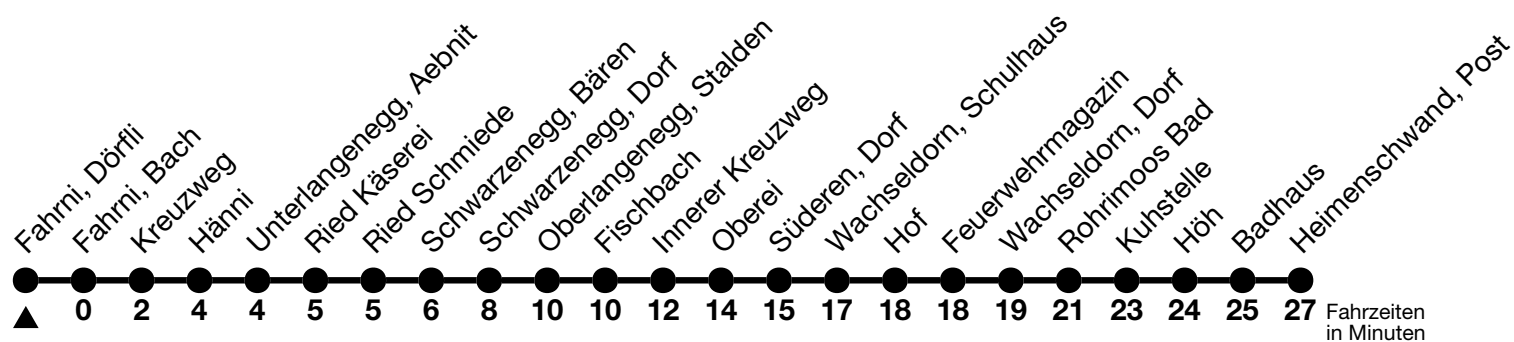 Fahrni, Dörfli
Fahrni, Bach
Kreuzweg
Hänni
Unterlangenegg, Aebnit
Ried Käserei
Ried Schmiede
Schwarzenegg, Bären
Schwarzenegg, Dorf
Oberlangenegg, Stalden
Fischbach
Innerer Kreuzweg
Oberei
Süderen, Dorf
Wachseldorn, Schulhaus
Hof
Feuerwehrmagazin
Wachseldorn, Dorf
Rohrimoos Bad
Kuhstelle
Höh
Badhaus
Heimenschwand, Post
0 2 4 4 5 5 6 8 10 10 12 14 15 17 18 18 19 21 23 24 25 27
Fahrzeiten
in Minuten